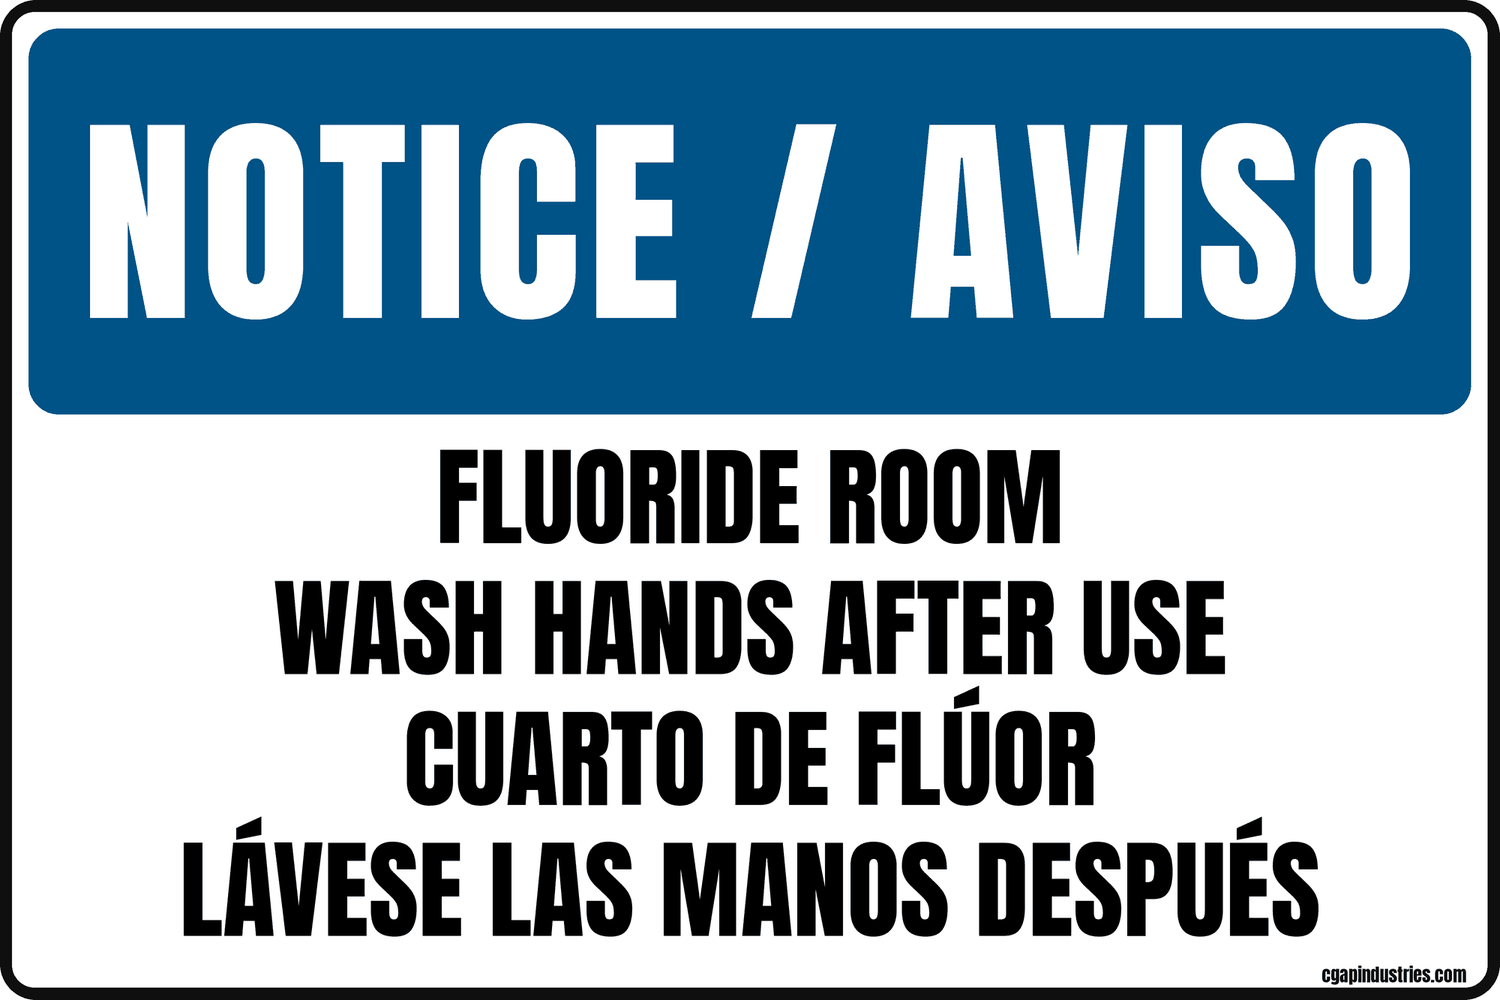 NOTICE / AVISO
FLUORIDE ROOM
WASH HANDS AFTER USE
CUARTO DE FLÚOR
LÁVESE LAS MANOS DESPUÉS
cgapindustries.com